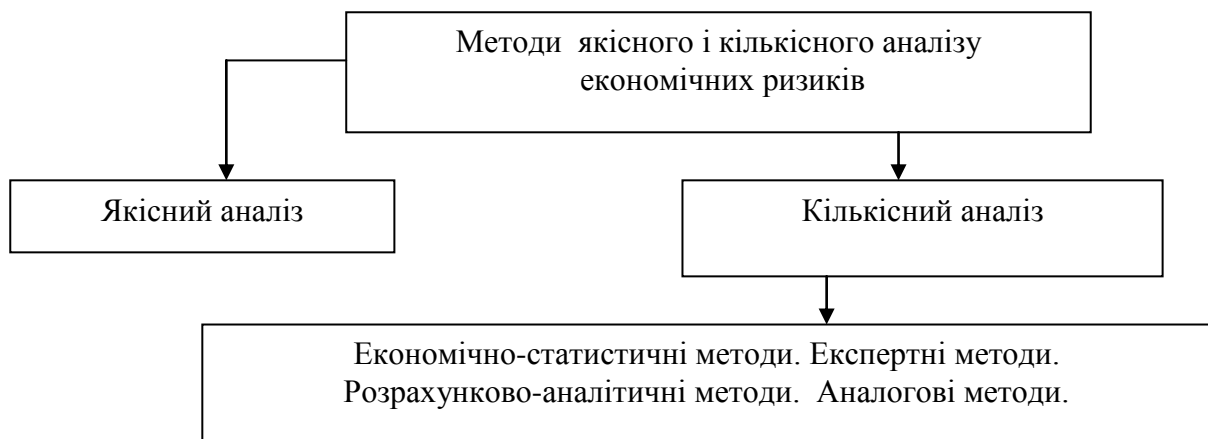 Методи якісного і кількісного аналізу
економічних ризиків
Якісний аналіз
Кількісний аналіз
Економічно-статистичні методи. Експертні методи.
Розрахунково-аналітичні методи. Аналогові методи.